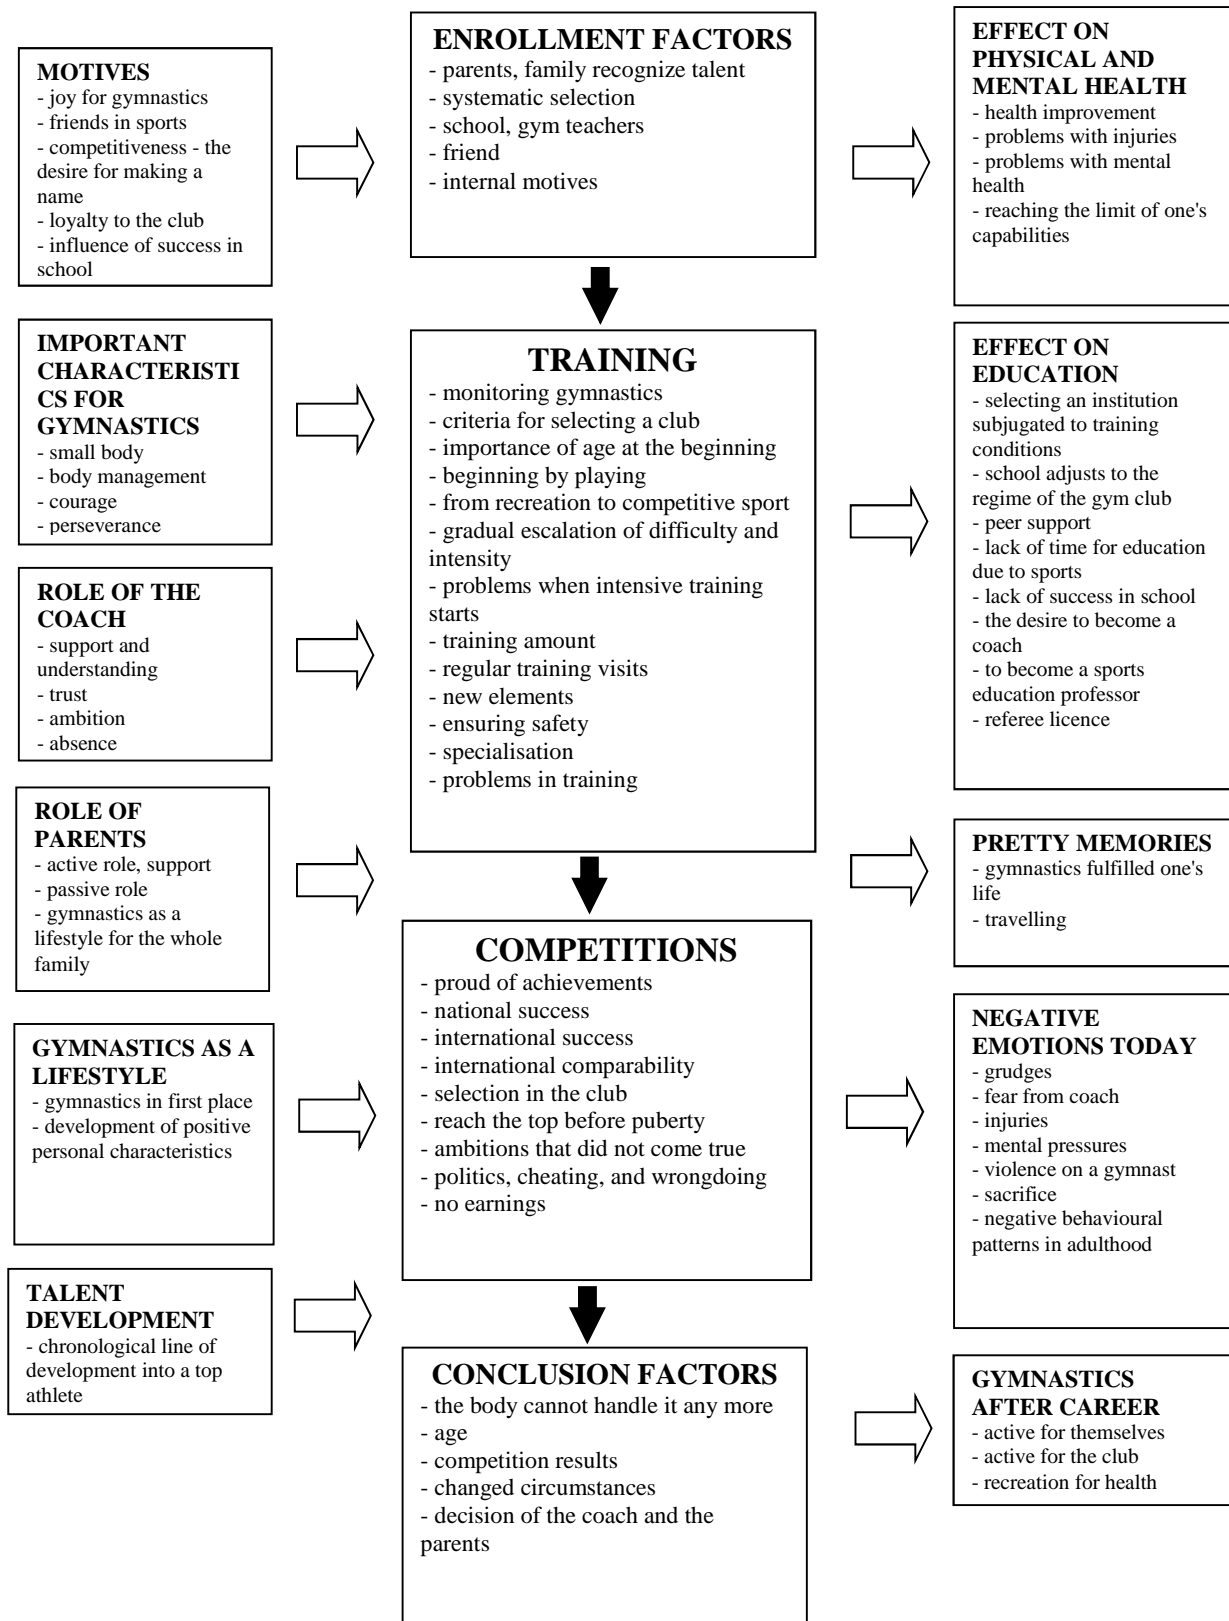 MOTIVES
- joy for gymnastics
- friends in sports
- competitiveness - the
desire for making a
name
- loyalty to the club
- influence of success in
school
ENROLLMENT FACTORS
- parents, family recognize talent
- systematic selection
- school, gym teachers
- friend
- internal motives
EFFECT ON
PHYSICAL AND
MENTAL HEALTH
- health improvement
- problems with injuries
- problems with mental
health
- reaching the limit of one's
capabilities
IMPORTANT
CHARACTERISTI
CS FOR
GYMNASTICS
- small body
- body management
- courage
- perseverance
TRAINING
- monitoring gymnastics
- criteria for selecting a club
- importance of age at the beginning
- beginning by playing
- from recreation to competitive sport
- gradual escalation of difficulty and
intensity
- problems when intensive training
starts
- training amount
- regular training visits
- new elements
- ensuring safety
- specialisation
- problems in training
EFFECT ON
EDUCATION
- selecting an institution
subjugated to training
conditions
- school adjusts to the
regime of the gym club
- peer support
- lack of time for education
due to sports
- lack of success in school
- the desire to become a
coach
- to become a sports
education professor
- referee licence
ROLE OF THE
COACH
- support and
understanding
- trust
- ambition
- absence
ROLE OF
PARENTS
- active role, support
- passive role
- gymnastics as a
lifestyle for the whole
family
COMPETITIONS
- proud of achievements
- national success
- international success
- international comparability
- selection in the club
- reach the top before puberty
- ambitions that did not come true
- politics, cheating, and wrongdoing
- no earnings
PRETTY MEMORIES
- gymnastics fulfilled one's
life
- travelling
GYMNASTICS AS A
LIFESTYLE
- gymnastics in first place
- development of positive
personal characteristics
NEGATIVE
EMOTIONS TODAY
- grudges
- fear from coach
- injuries
- mental pressures
- violence on a gymnast
- sacrifice
- negative behavioural
patterns in adulthood
TALENT
DEVELOPMENT
- chronological line of
development into a top
athlete
CONCLUSION FACTORS
- the body cannot handle it any more
- age
- competition results
- changed circumstances
- decision of the coach and the
parents
GYMNASTICS
AFTER CAREER
- active for themselves
- active for the club
- recreation for health